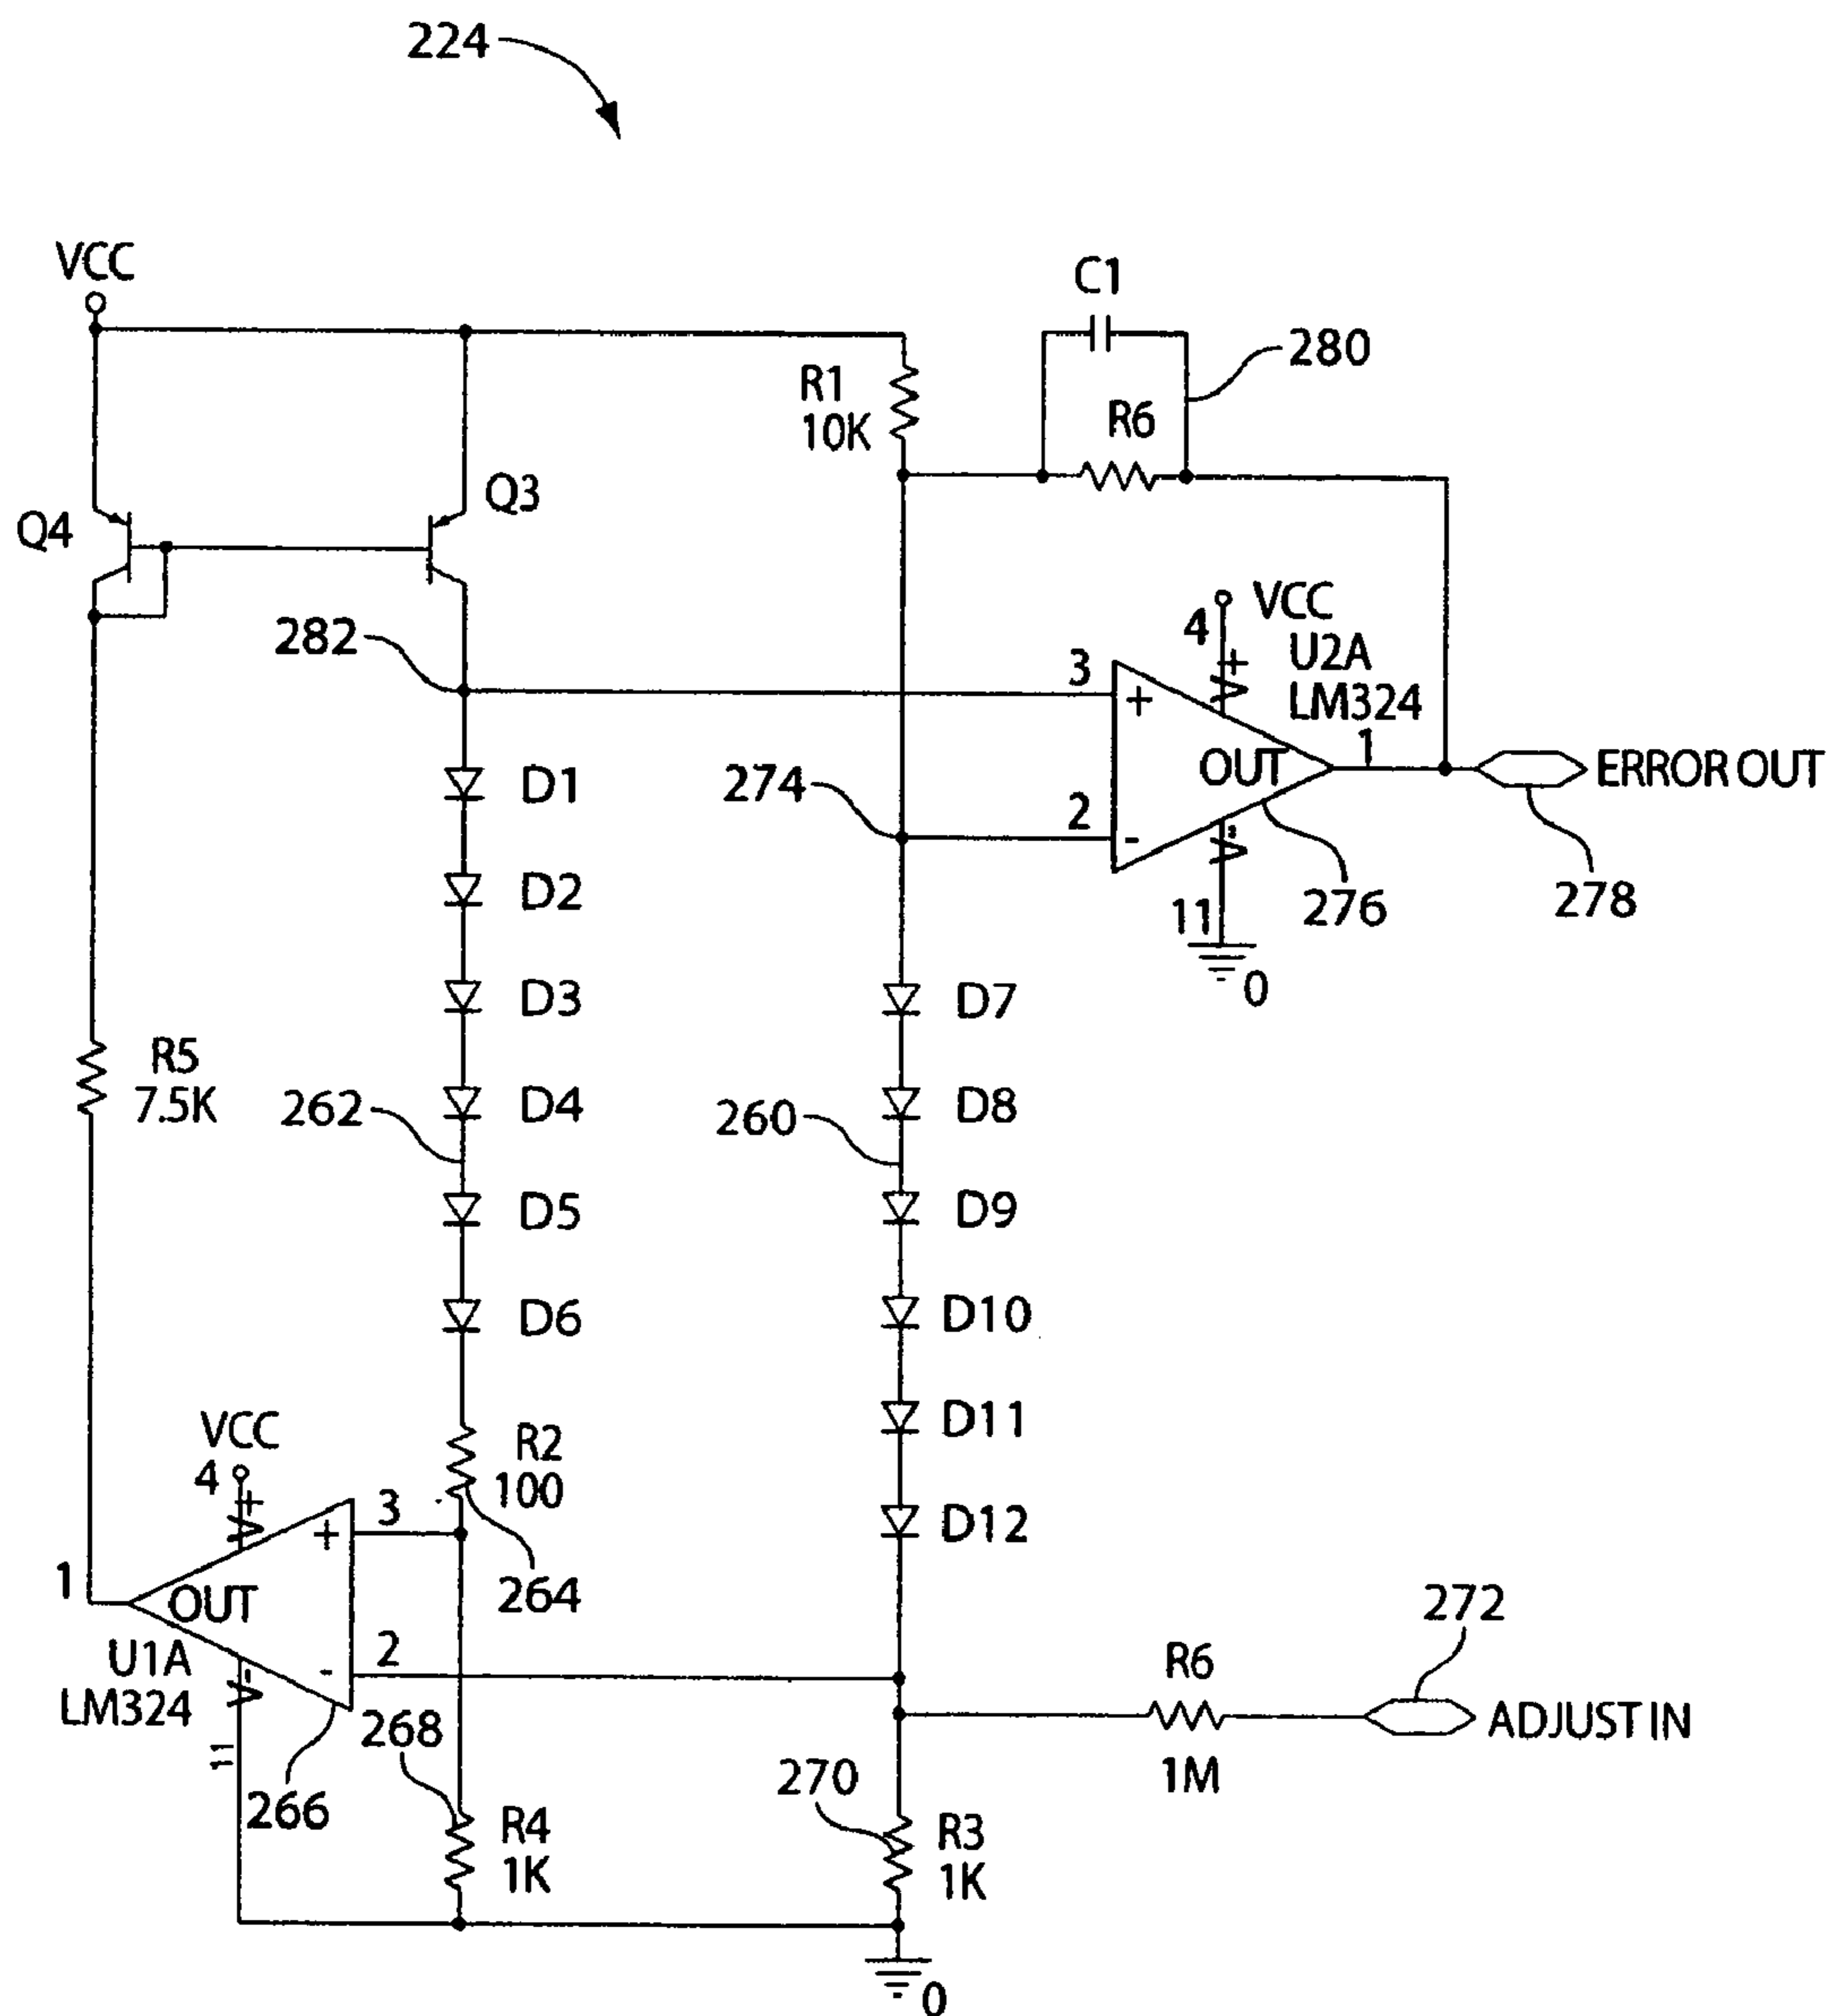 224
VCC
C1
280
R1
10K
R6
Q3
Q4
282
VCC
4
V+
U2A
LM324
3
+
1
OUT
ERROR OUT
274
2
-
V-
11
276
278
0
D1
D2
D3
D4
D5
D6
D7
D8
D9
D10
D11
D12
R5
7.5K
262
260
VCC
4
V+
R2
100
3
+
264
1
OUT
272
2
-
U1A
LM324
V-
11
R6
1M
ADJUST IN
268
270
266
R4
1K
R3
1K
0